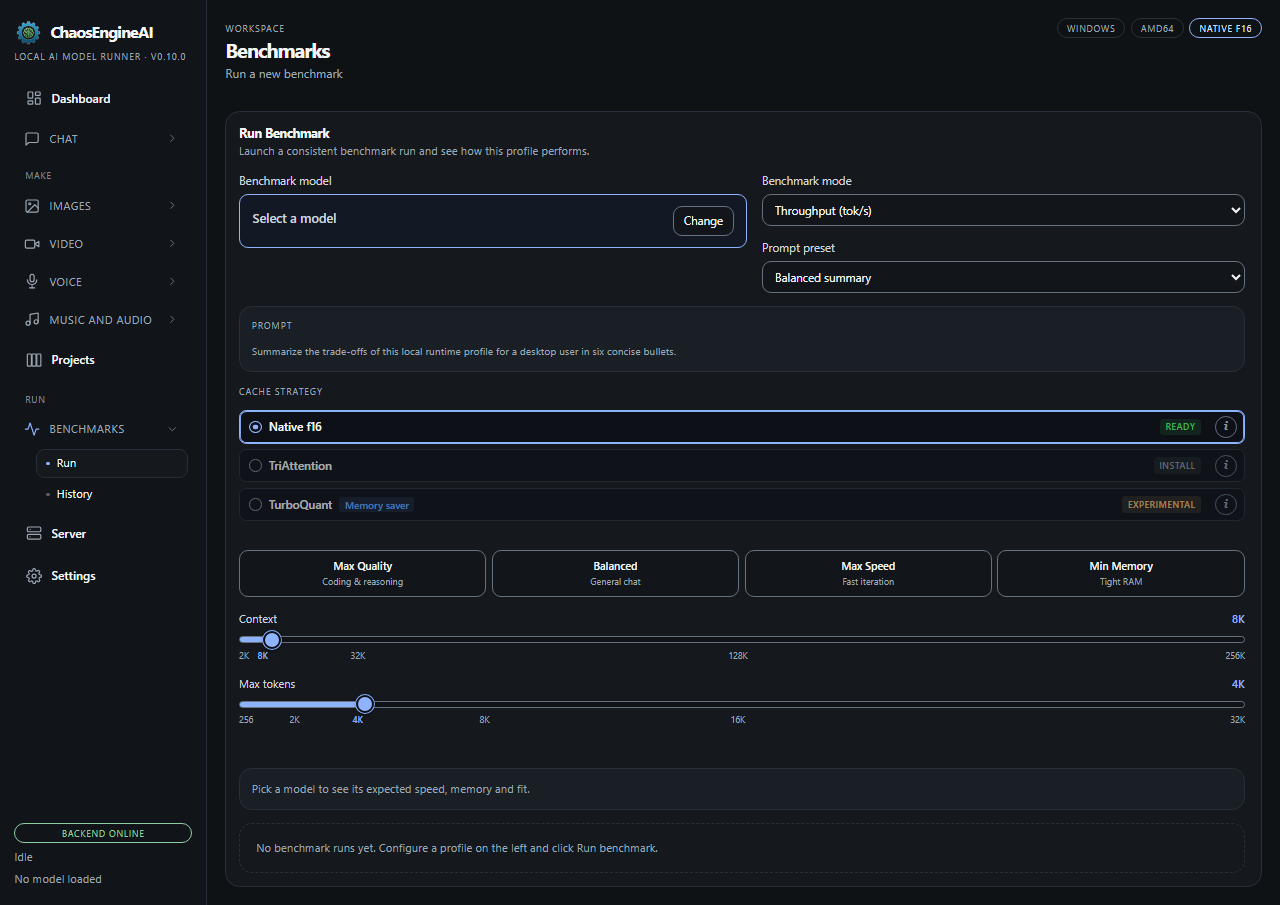 ChaosEngineAI
LOCAL AI MODEL RUNNER · V0.10.0
Dashboard
CHAT
MAKE
IMAGES
VIDEO
VOICE
MUSIC AND AUDIO
Projects
RUN
BENCHMARKS
Run
History
Server
Settings
BACKEND ONLINE
Idle
No model loaded
WORKSPACE
Benchmarks
Run a new benchmark
WINDOWS
AMD64
NATIVE F16
Run Benchmark
Launch a consistent benchmark run and see how this profile performs.
Benchmark model
Select a model
Change
Benchmark mode
Throughput (tok/s)
Prompt preset
Balanced summary
PROMPT
Summarize the trade-offs of this local runtime profile for a desktop user in six concise bullets.
CACHE STRATEGY
Native f16 READY i
TriAttention INSTALL i
TurboQuant Memory saver EXPERIMENTAL i
Max Quality
Coding & reasoning
Balanced
General chat
Max Speed
Fast iteration
Min Memory
Tight RAM
Context 8K
2K 8K 32K 128K 256K
Max tokens 4K
256 2K 4K 8K 16K 32K
Pick a model to see its expected speed, memory and fit.
No benchmark runs yet. Configure a profile on the left and click Run benchmark.